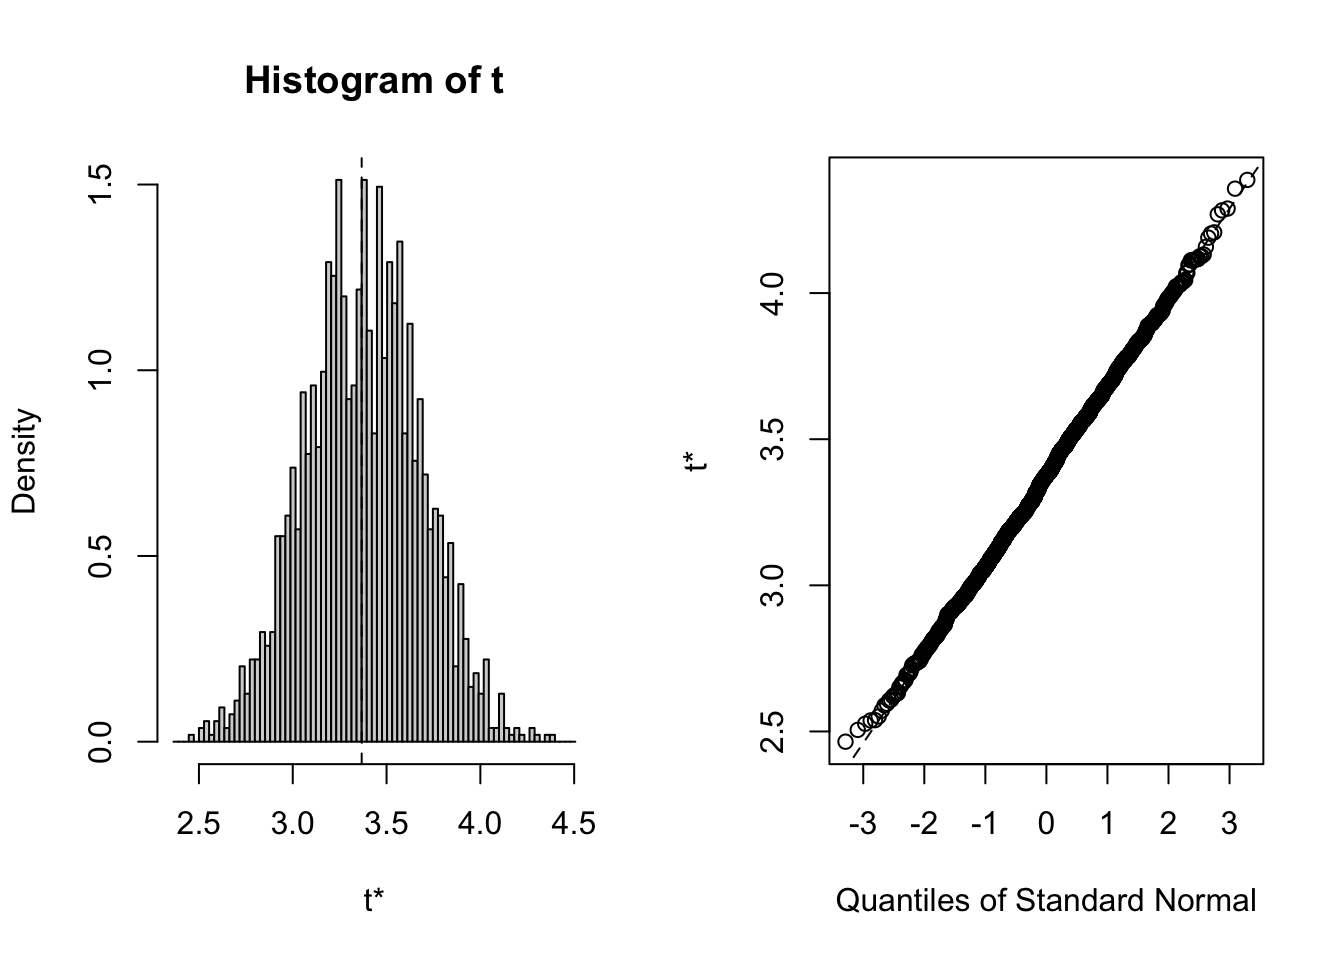 Histogram of t
Density
0.0 0.5 1.0 1.5
2.5 3.0 3.5 4.0 4.5
t*
t*
2.5 3.0 3.5 4.0
-3 -2 -1 0 1 2 3
Quantiles of Standard Normal